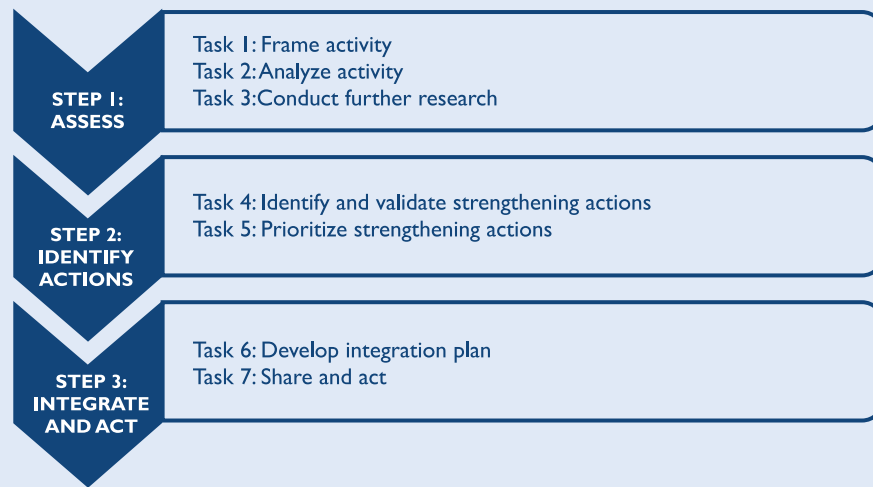 STEP 1:
ASSESS
Task 1: Frame activity
Task 2: Analyze activity
Task 3: Conduct further research
STEP 2:
IDENTIFY
ACTIONS
Task 4: Identify and validate strengthening actions
Task 5: Prioritize strengthening actions
STEP 3:
INTEGRATE
AND ACT
Task 6: Develop integration plan
Task 7: Share and act